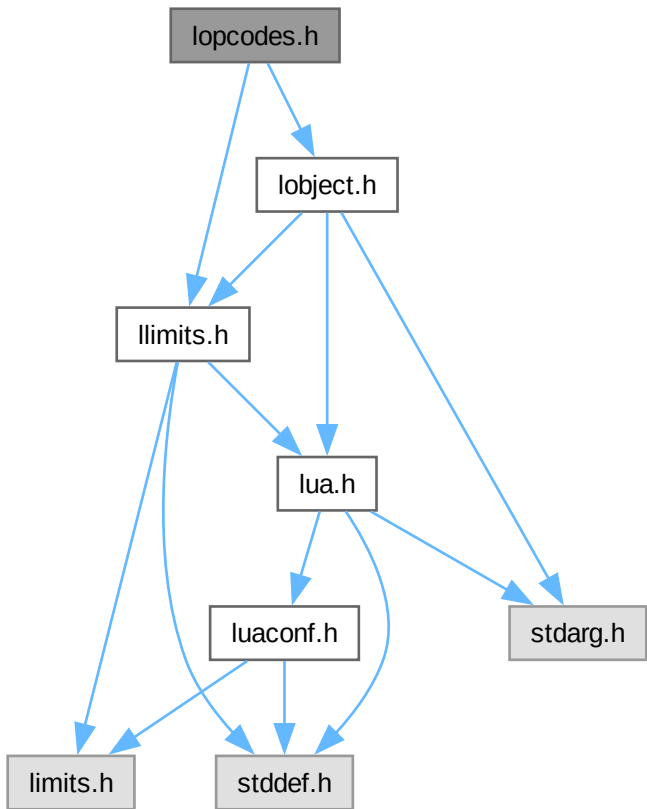 lopcodes.h
lobject.h
llimits.h
lua.h
luaconf.h
stdarg.h
limits.h
stddef.h